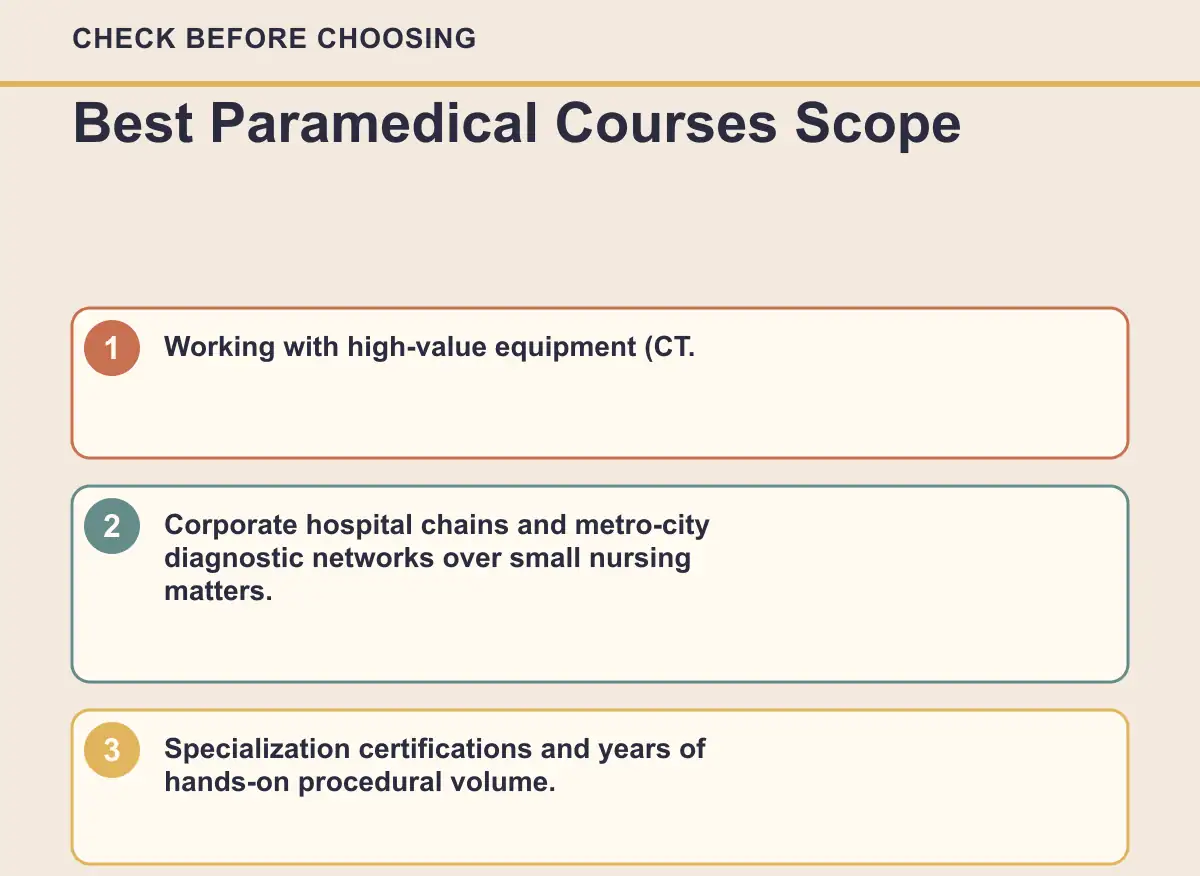 CHECK BEFORE CHOOSING
Best Paramedical Courses Scope
1
Working with high-value equipment (CT.
2
Corporate hospital chains and metro-city
diagnostic networks over small nursing
matters.
3
Specialization certifications and years of
hands-on procedural volume.